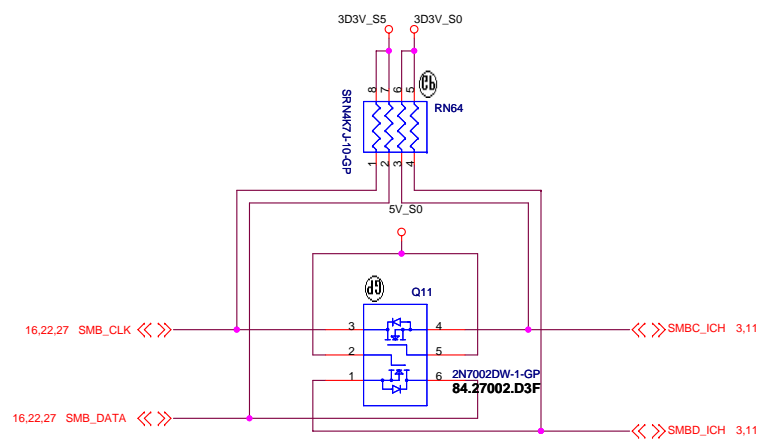 3D3V_S5 3D3V_S0
8 7 6 5
RN64
SRN4K7J-10-GP
1 2 3 4
5V_S0
Q11
16,22,27 SMB_CLK 3 4 SMBC_ICH 3,11
2 5
1 6 2N7002DW-1-GP
84.27002.D3F
16,22,27 SMB_DATA SMBD_ICH 3,11